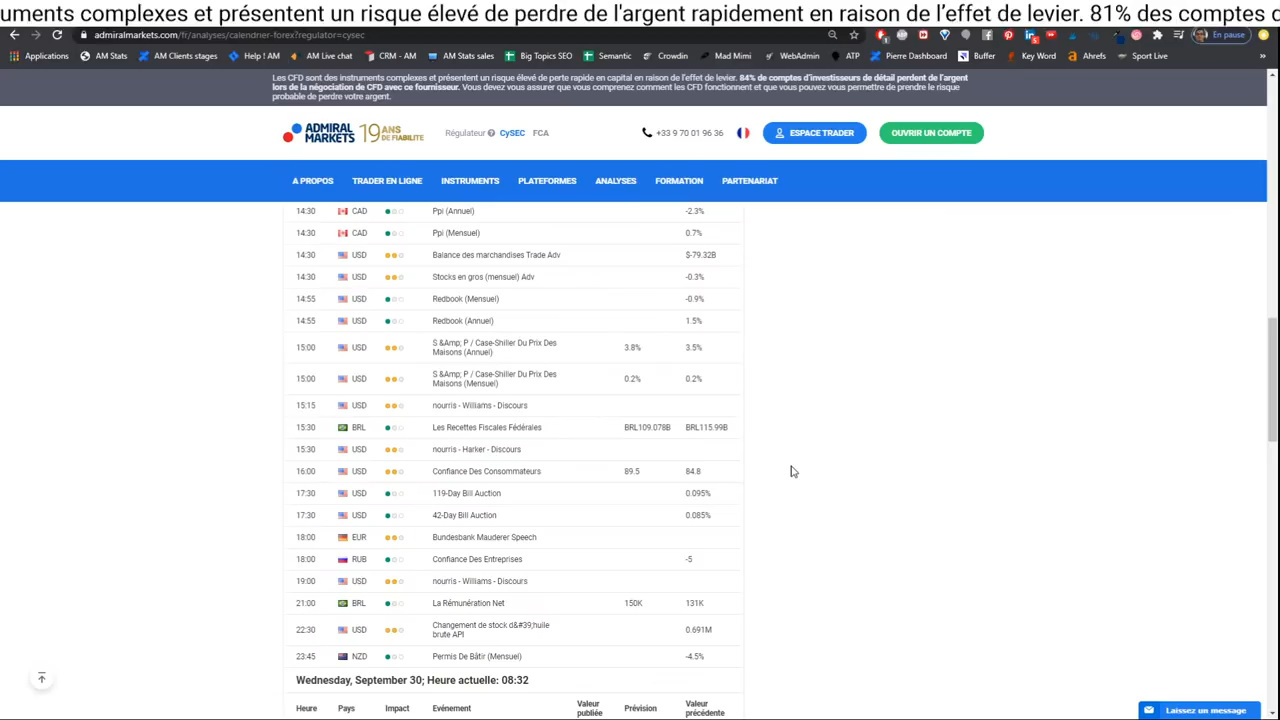 uments complexes et présentent un risque élevé de perdre de l'argent rapidement en raison de l’effet de levier. 81% des comptes
admiralmarkets.com/fr/analyses/calendrier-forex?regulator=cysec
En pause
Applications AM Stats AM Clients stages Help ! AM AM Live chat CRM - AM AM Stats sales Big Topics SEO Semantic Crowdin Mad Mimi WebAdmin ATP Pierre Dashboard Buffer Key Word Ahrefs Sport Live
Les CFD sont des instruments complexes et présentent un risque élevé de perte rapide en capital en raison de l'effet de levier. 84% de comptes d'investisseurs de détail perdent de l'argent
lors de la négociation de CFD avec ce fournisseur. Vous devez vous assurer que vous comprenez comment les CFD fonctionnent et que vous pouvez vous permettre de prendre le risque
probable de perdre votre argent.
ADMIRAL MARKETS 19 ANS DE FIABILITE
Régulateur CySEC FCA
+33 9 70 01 96 36
ESPACE TRADER
OUVRIR UN COMPTE
A PROPOS TRADER EN LIGNE INSTRUMENTS PLATEFORMES ANALYSES FORMATION PARTENARIAT
14:30 CAD Ppi (Annuel) -2.3%
14:30 CAD Ppi (Mensuel) 0.7%
14:30 USD Balance des marchandises Trade Adv $-79.32B
14:30 USD Stocks en gros (mensuel) Adv -0.3%
14:55 USD Redbook (Mensuel) -0.9%
14:55 USD Redbook (Annuel) 1.5%
15:00 USD S &Amp; P / Case-Shiller Du Prix Des Maisons (Annuel) 3.8% 3.5%
15:00 USD S &Amp; P / Case-Shiller Du Prix Des Maisons (Mensuel) 0.2% 0.2%
15:15 USD nourris - Williams - Discours
15:30 BRL Les Recettes Fiscales Fédérales BRL109.078B BRL115.99B
15:30 USD nourris - Harker - Discours
16:00 USD Confiance Des Consommateurs 89.5 84.8
17:30 USD 119-Day Bill Auction 0.095%
17:30 USD 42-Day Bill Auction 0.085%
18:00 EUR Bundesbank Mauderer Speech
18:00 RUB Confiance Des Entreprises -5
19:00 USD nourris - Williams - Discours
21:00 BRL La Rémunération Net 150K 131K
22:30 USD Changement de stock d&#39;huile brute API 0.691M
23:45 NZD Permis De Bâtir (Mensuel) -4.5%
Wednesday, September 30; Heure actuelle: 08:32
Heure Pays Impact Evénement Valeur publiée Prévision Valeur précédente
Laissez un message